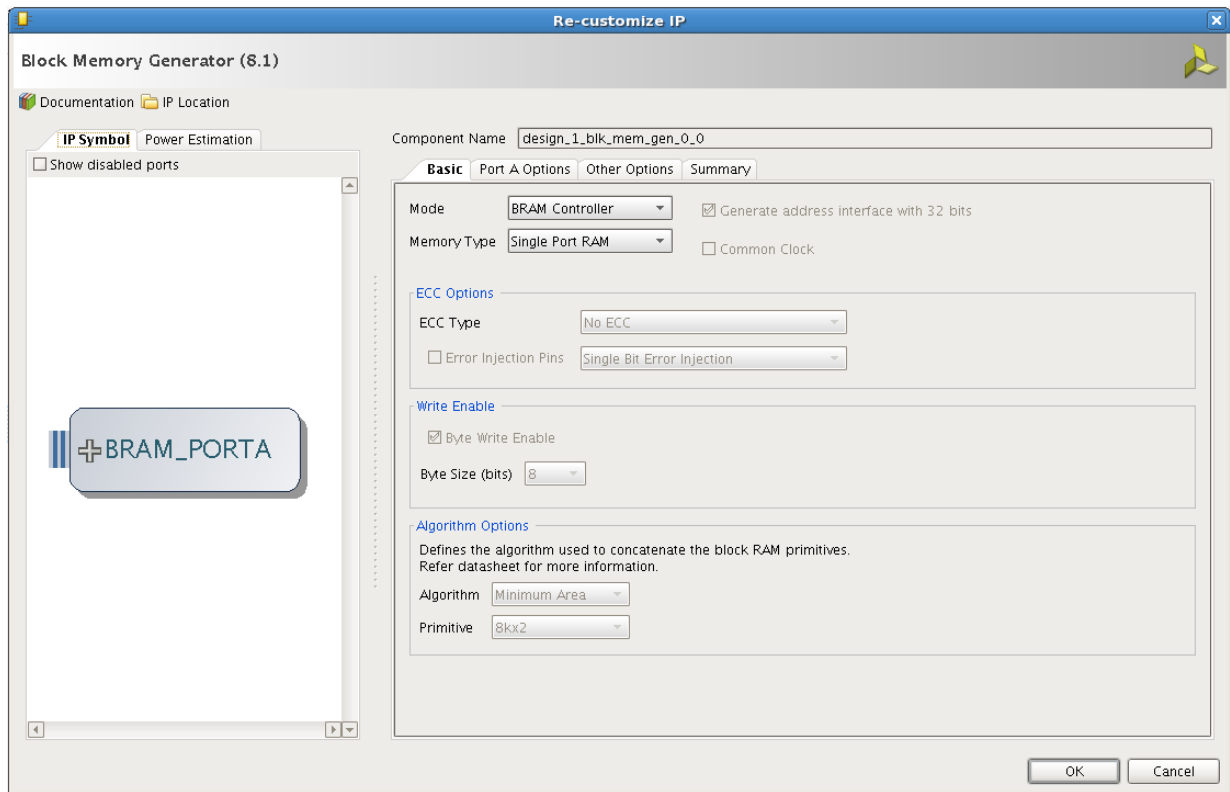 Re-customize IP
Block Memory Generator (8.1)
Documentation IP Location
IP Symbol Power Estimation
Show disabled ports
BRAM_PORTA
Component Name design_1_blk_mem_gen_0_0
Basic Port A Options Other Options Summary
Mode BRAM Controller Generate address interface with 32 bits
Memory Type Single Port RAM Common Clock
ECC Options
ECC Type No ECC
Error Injection Pins Single Bit Error Injection
Write Enable
Byte Write Enable
Byte Size (bits) 8
Algorithm Options
Defines the algorithm used to concatenate the block RAM primitives.
Refer datasheet for more information.
Algorithm Minimum Area
Primitive 8kx2
OK Cancel